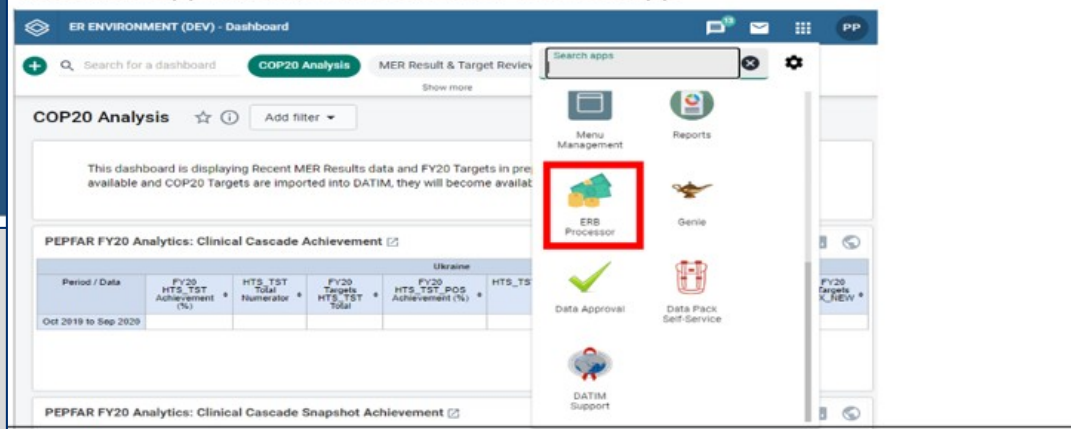 ER ENVIRONMENT (DEV) - Dashboard
13
PP
Search for a dashboard
COP20 Analysis
MER Result & Target Review
Show more
Search apps
COP20 Analysis
Add filter
Menu Management
Reports
This dashboard is displaying Recent MER Results data and FY20 Targets in pre
available and COP20 Targets are imported into DATIM, they will become availab
ERB Processor
Genie
PEPFAR FY20 Analytics: Clinical Cascade Achievement
Ukraine
Period / Data
FY20 HTS_TST Achievement (%)
HTS_TST Total Numerator
FY20 Targets HTS_TST Total
FY20 HTS_TST_POS Achievement (%)
HTS_TS
FY20 Targets X_NEW
Oct 2019 to Sep 2020
Data Approval
Data Pack Self-Service
DATIM Support
PEPFAR FY20 Analytics: Clinical Cascade Snapshot Achievement